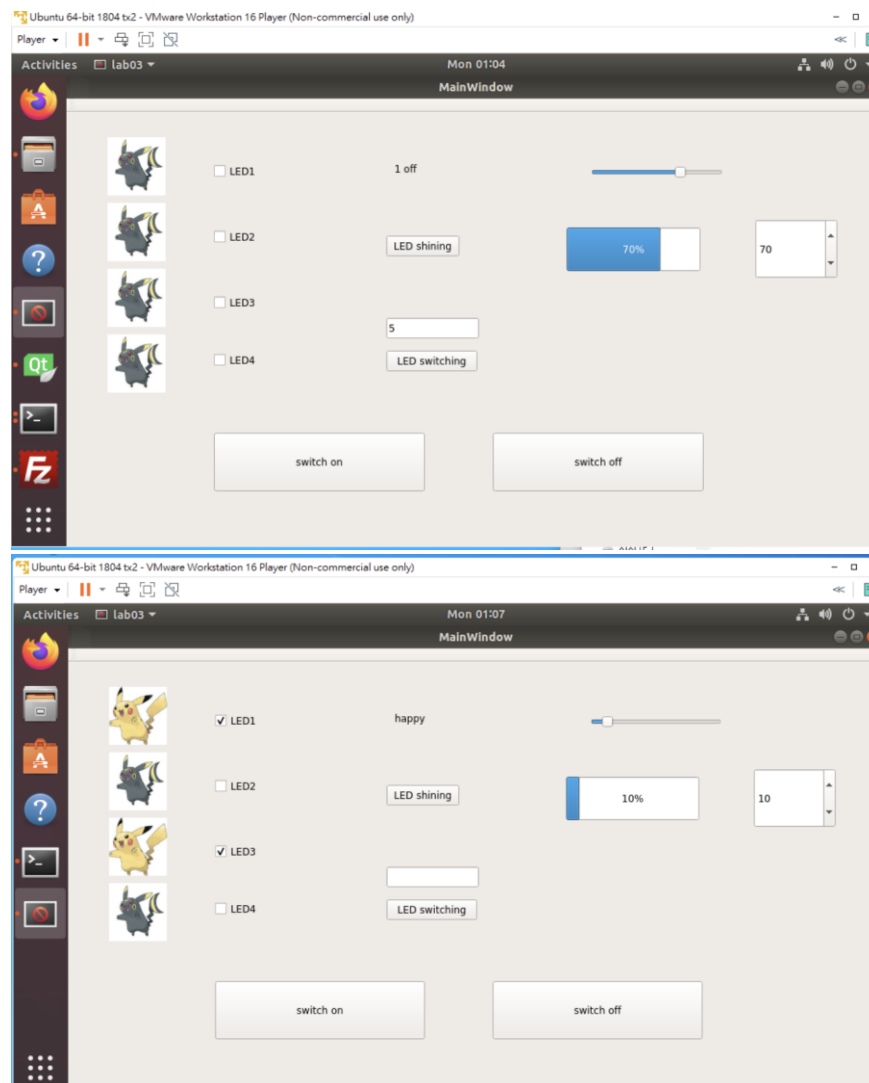 Ubuntu 64-bit 1804 tx2 - VMware Workstation 16 Player (Non-commercial use only)
Player
Activities lab03 Mon 01:04
MainWindow
LED1 1 off
LED2 LED shining 70% 70
LED3
5
LED4 LED switching
switch on switch off
Ubuntu 64-bit 1804 tx2 - VMware Workstation 16 Player (Non-commercial use only)
Player
Activities lab03 Mon 01:07
MainWindow
LED1 happy
LED2 LED shining 10% 10
LED3
LED4 LED switching
switch on switch off